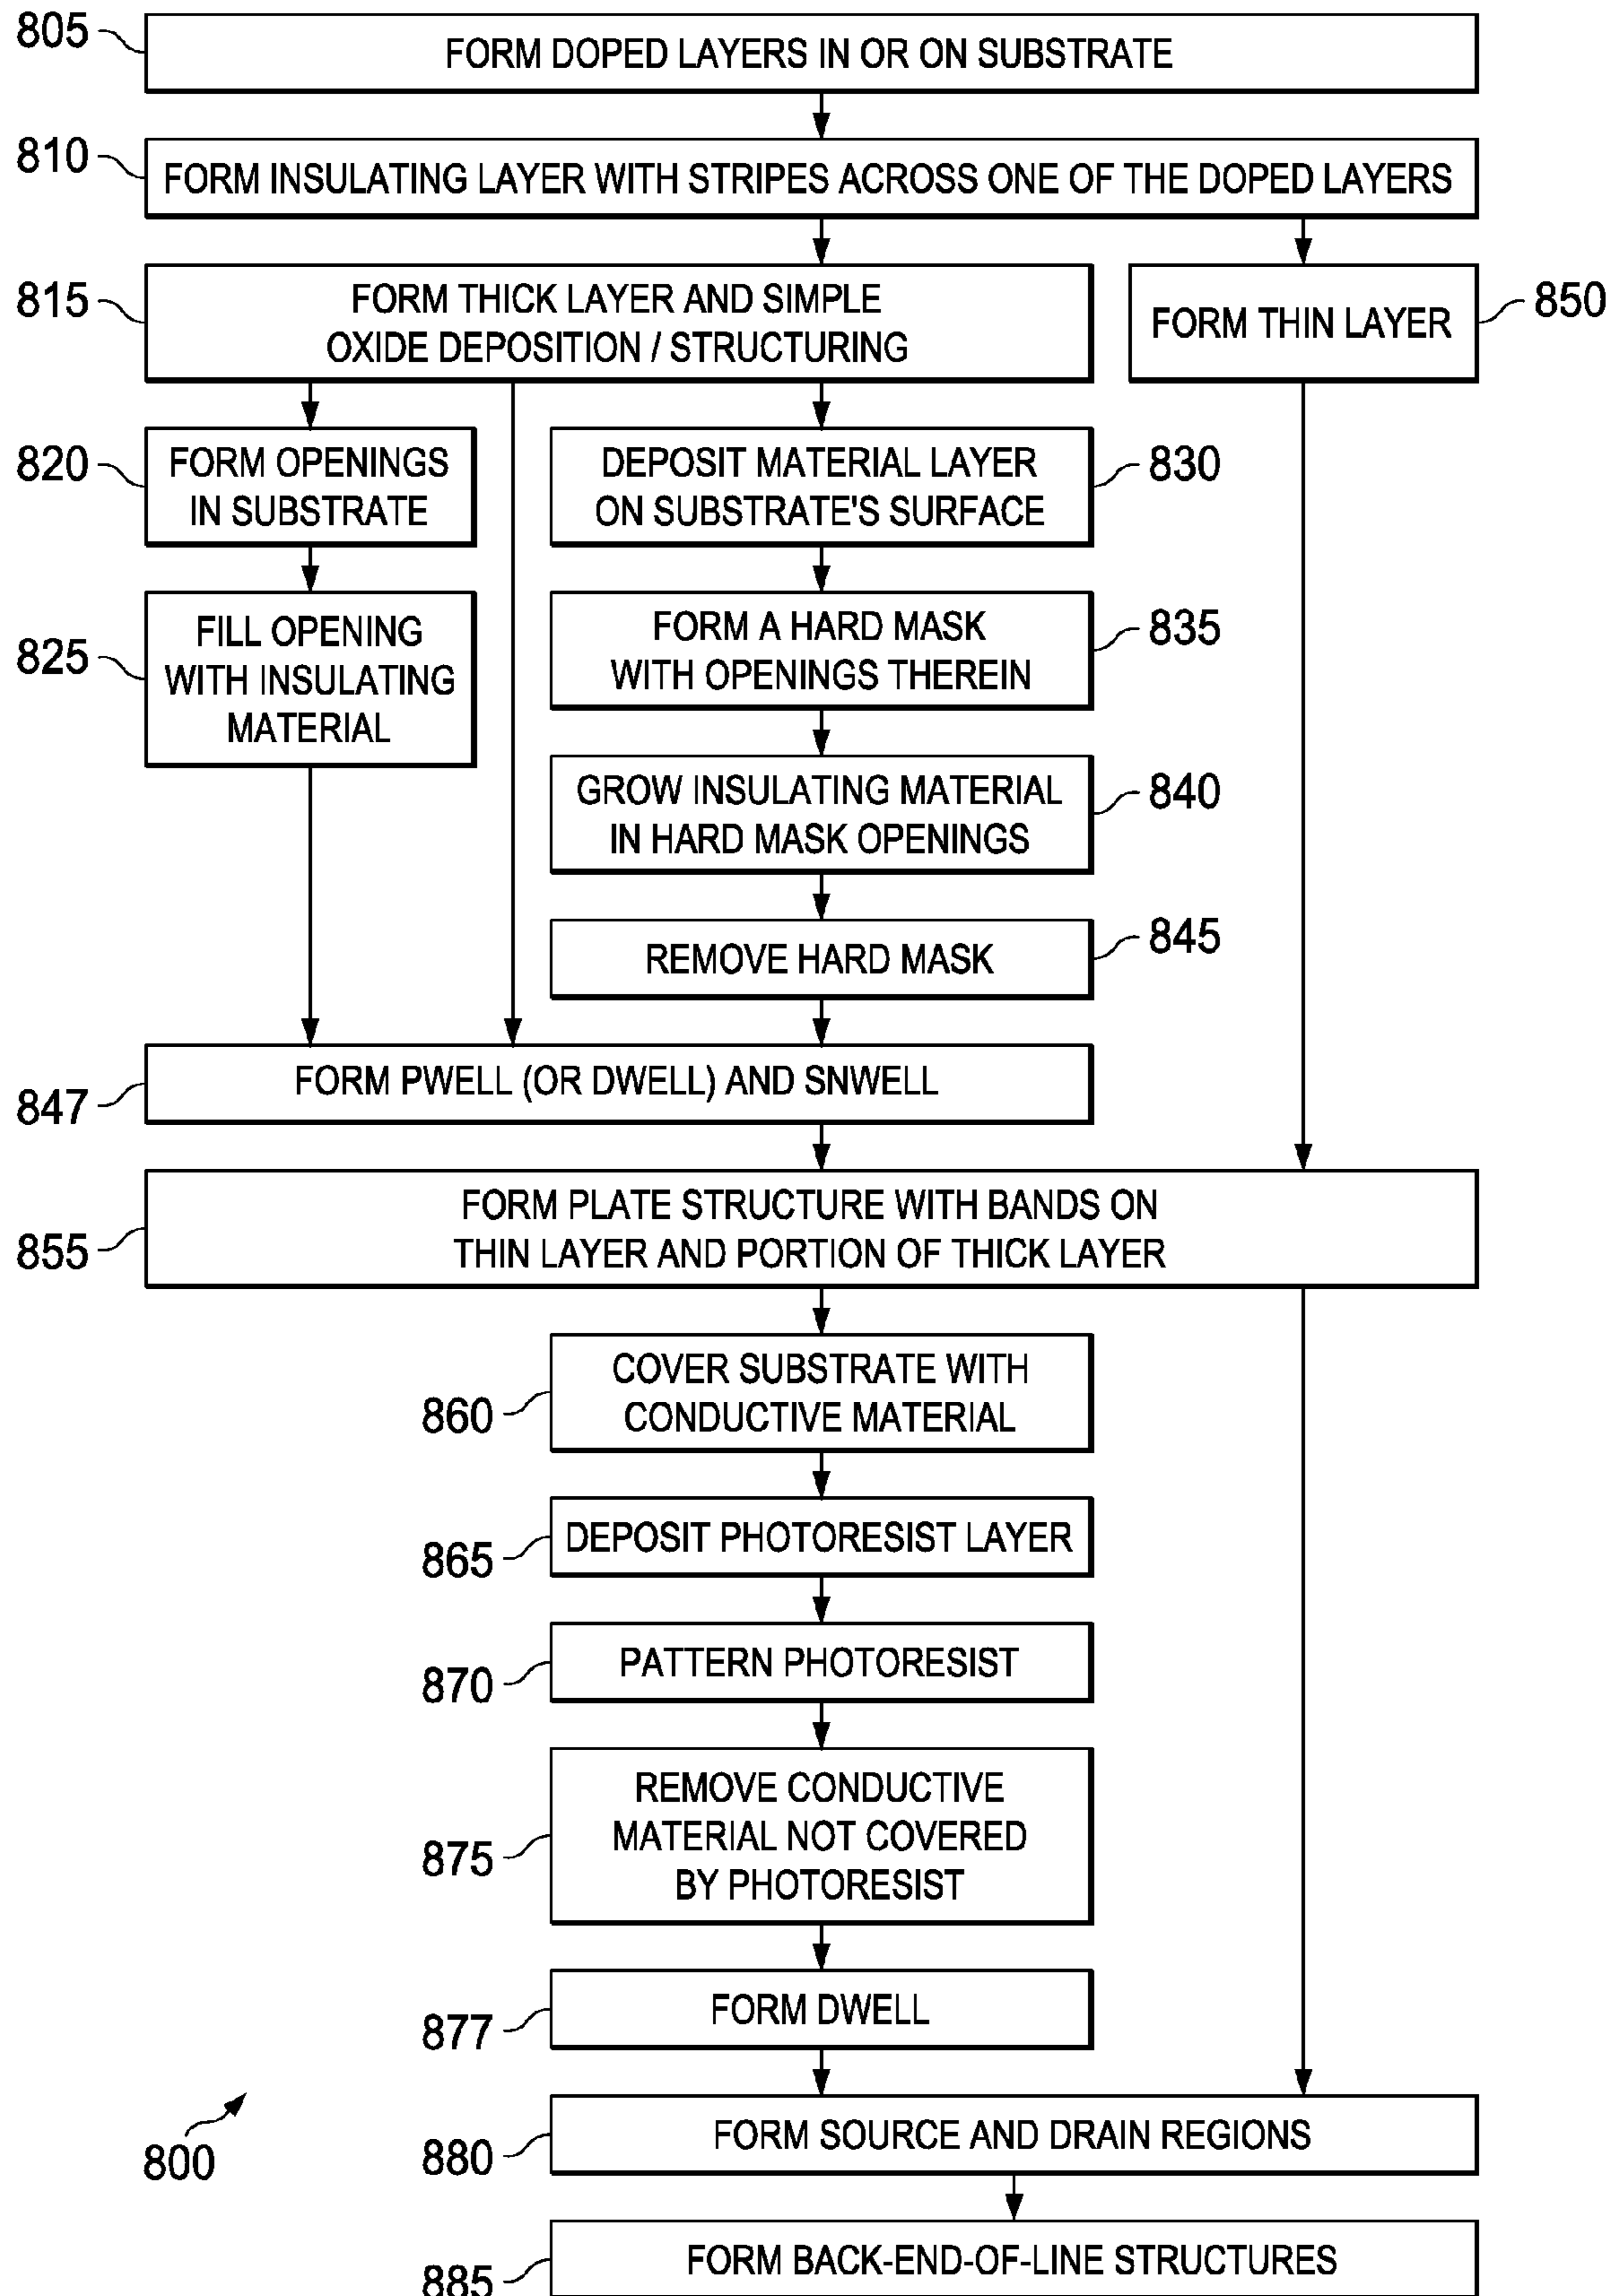 805
FORM DOPED LAYERS IN OR ON SUBSTRATE
810
FORM INSULATING LAYER WITH STRIPES ACROSS ONE OF THE DOPED LAYERS
815
FORM THICK LAYER AND SIMPLE
OXIDE DEPOSITION / STRUCTURING
FORM THIN LAYER
850
820
FORM OPENINGS
IN SUBSTRATE
DEPOSIT MATERIAL LAYER
ON SUBSTRATE'S SURFACE
830
825
FILL OPENING
WITH INSULATING
MATERIAL
FORM A HARD MASK
WITH OPENINGS THEREIN
835
GROW INSULATING MATERIAL
IN HARD MASK OPENINGS
840
REMOVE HARD MASK
845
847
FORM PWELL (OR DWELL) AND SNWELL
855
FORM PLATE STRUCTURE WITH BANDS ON
THIN LAYER AND PORTION OF THICK LAYER
860
COVER SUBSTRATE WITH
CONDUCTIVE MATERIAL
865
DEPOSIT PHOTORESIST LAYER
870
PATTERN PHOTORESIST
875
REMOVE CONDUCTIVE
MATERIAL NOT COVERED
BY PHOTORESIST
877
FORM DWELL
800
880
FORM SOURCE AND DRAIN REGIONS
885
FORM BACK-END-OF-LINE STRUCTURES